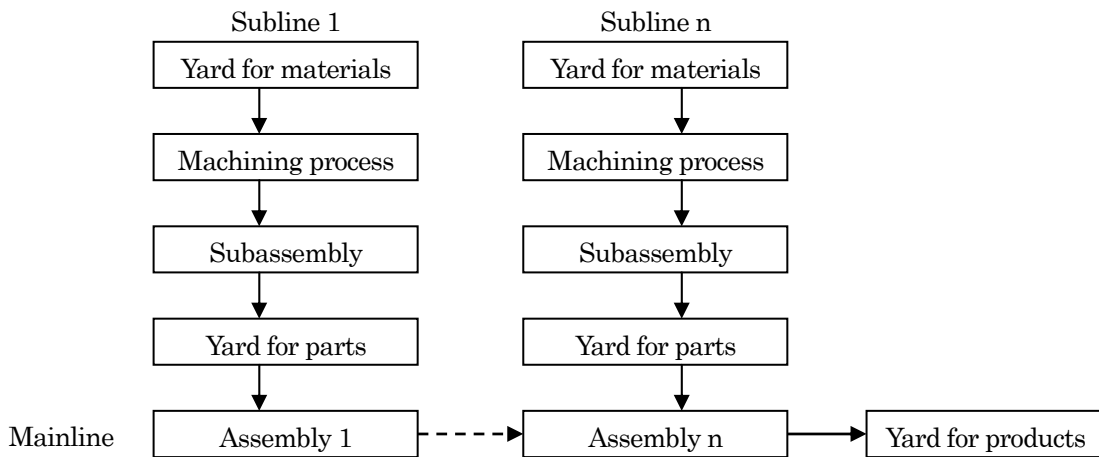 Subline 1
Subline n
Yard for materials
Yard for materials
Machining process
Machining process
Subassembly
Subassembly
Yard for parts
Yard for parts
Mainline
Assembly 1
Assembly n
Yard for products